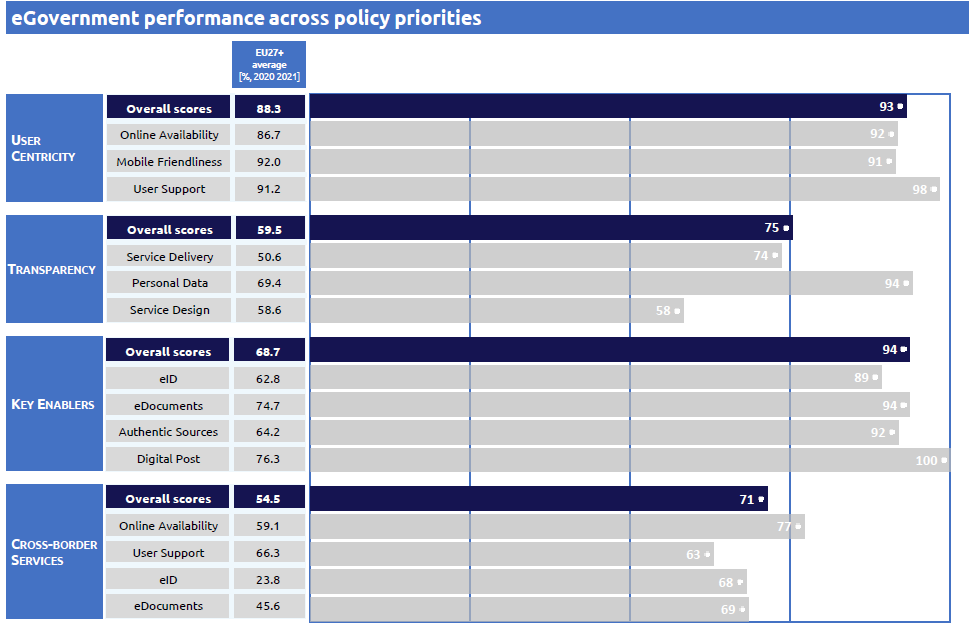 eGovernment performance across policy priorities
EU27+
average
[%, 2020 2021]
USER
CENTRICITY
Overall scores 88.3 93
Online Availability 86.7 92
Mobile Friendliness 92.0 91
User Support 91.2 98
TRANSPARENCY
Overall scores 59.5 75
Service Delivery 50.6 74
Personal Data 69.4 94
Service Design 58.6 58
KEY ENABLERS
Overall scores 68.7 94
eID 62.8 89
eDocuments 74.7 94
Authentic Sources 64.2 92
Digital Post 76.3 100
CROSS-BORDER
SERVICES
Overall scores 54.5 71
Online Availability 59.1 77
User Support 66.3 63
eID 23.8 68
eDocuments 45.6 69